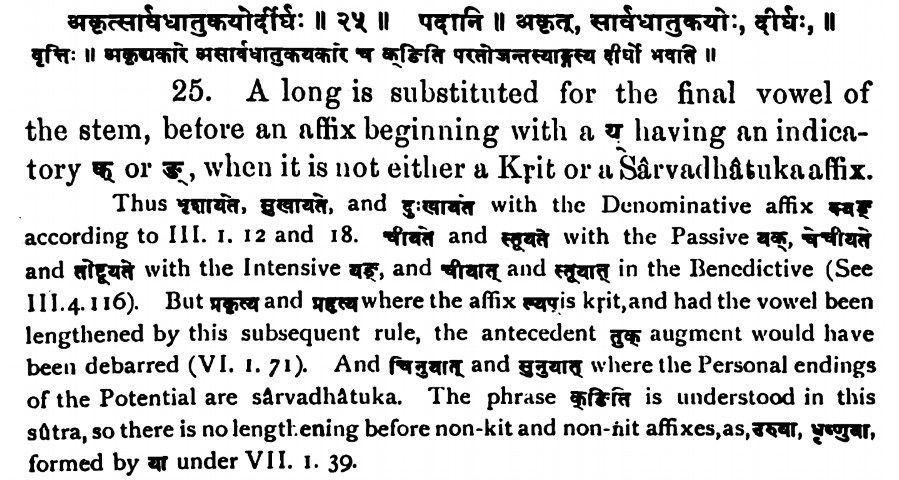 अकृत्सार्वधातुकयोर्दीर्घः ॥ २५ ॥ पदानि ॥ अकृत्, सार्वधातुकयोः, दीर्घः, ॥
वृत्तिः ॥ अकृद्यकारे असार्वधातुकयकारे च क्ङिति परतोजन्तस्याङ्गस्य दीर्घो भवति ॥
25. A long is substituted for the final vowel of
the stem, before an affix beginning with a य having an indica-
tory क् or ङ्, when it is not either a Kṛit or a Sârvadhâtuka affix.
Thus भृशायते, सुखायते, and दुःखायते with the Denominative affix क्यङ्
according to III. 1. 12 and 18. चीयते and स्तूयते with the Passive यक्, चेचीयते
and तोष्टूयते with the Intensive यङ्, and चीयात् and स्तूयात् in the Benedictive (See
III.4.116). But प्रकृत्य and प्रहृत्य where the affix ल्यप् is kṛit, and had the vowel been
lengthened by this subsequent rule, the antecedent तुक् augment would have
been debarred (VI. 1. 71). And चिनुयात् and सुनुयात् where the Personal endings
of the Potential are sârvadhâtuka. The phrase क्ङिति is understood in this
sûtra, so there is no lengthening before non-kit and non-ṅit affixes, as, उरुया, धृष्णुया,
formed by या under VII. 1. 39.